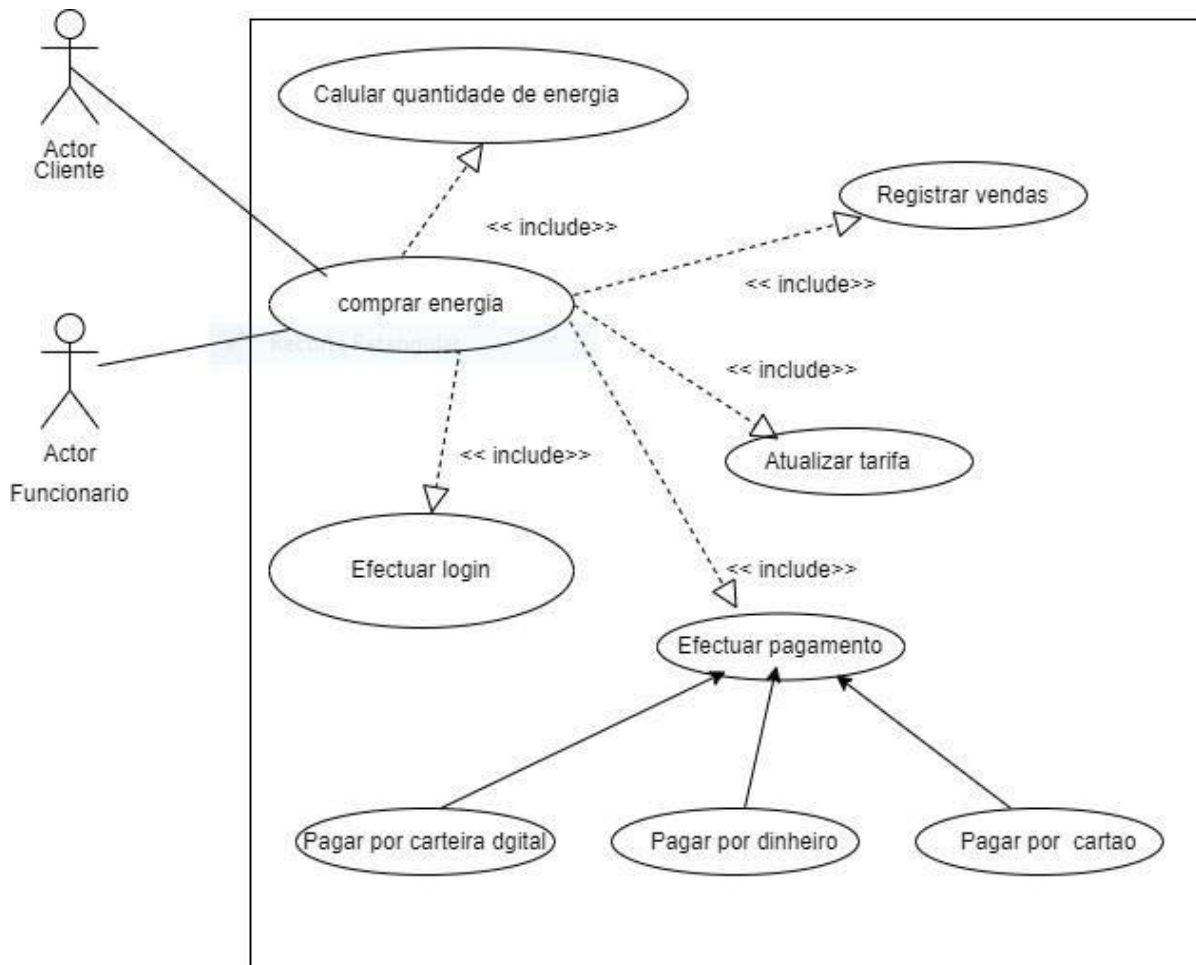 Calular quantidade de energia
Actor
Cliente
Registrar vendas
<< include>>
<< include>>
comprar energia
<< include>>
Actor
Funcionario
<< include>>
Atualizar tarifa
Efectuar login
<< include>>
Efectuar pagamento
Pagar por carteira dgital
Pagar por dinheiro
Pagar por cartao